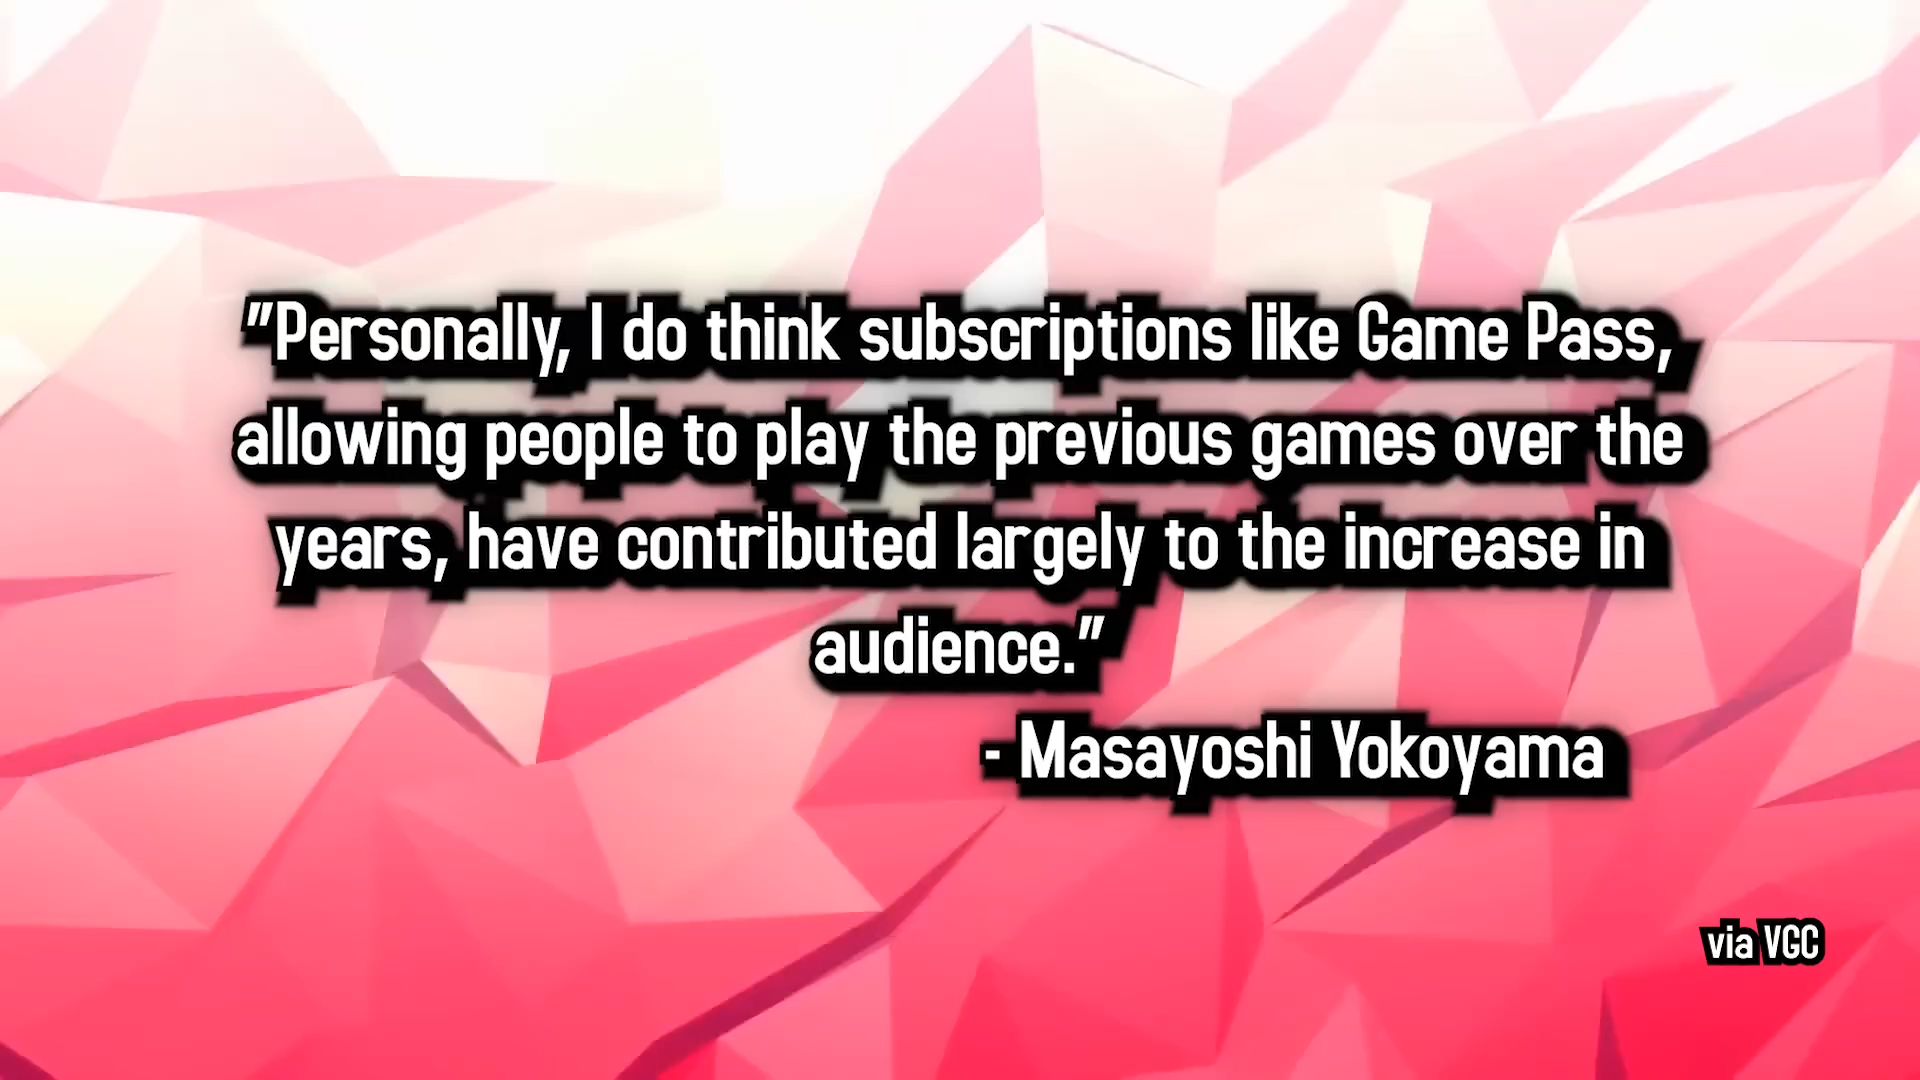 "Personally, I do think subscriptions like Game Pass,
allowing people to play the previous games over the
years, have contributed largely to the increase in
audience."
- Masayoshi Yokoyama
via VGC